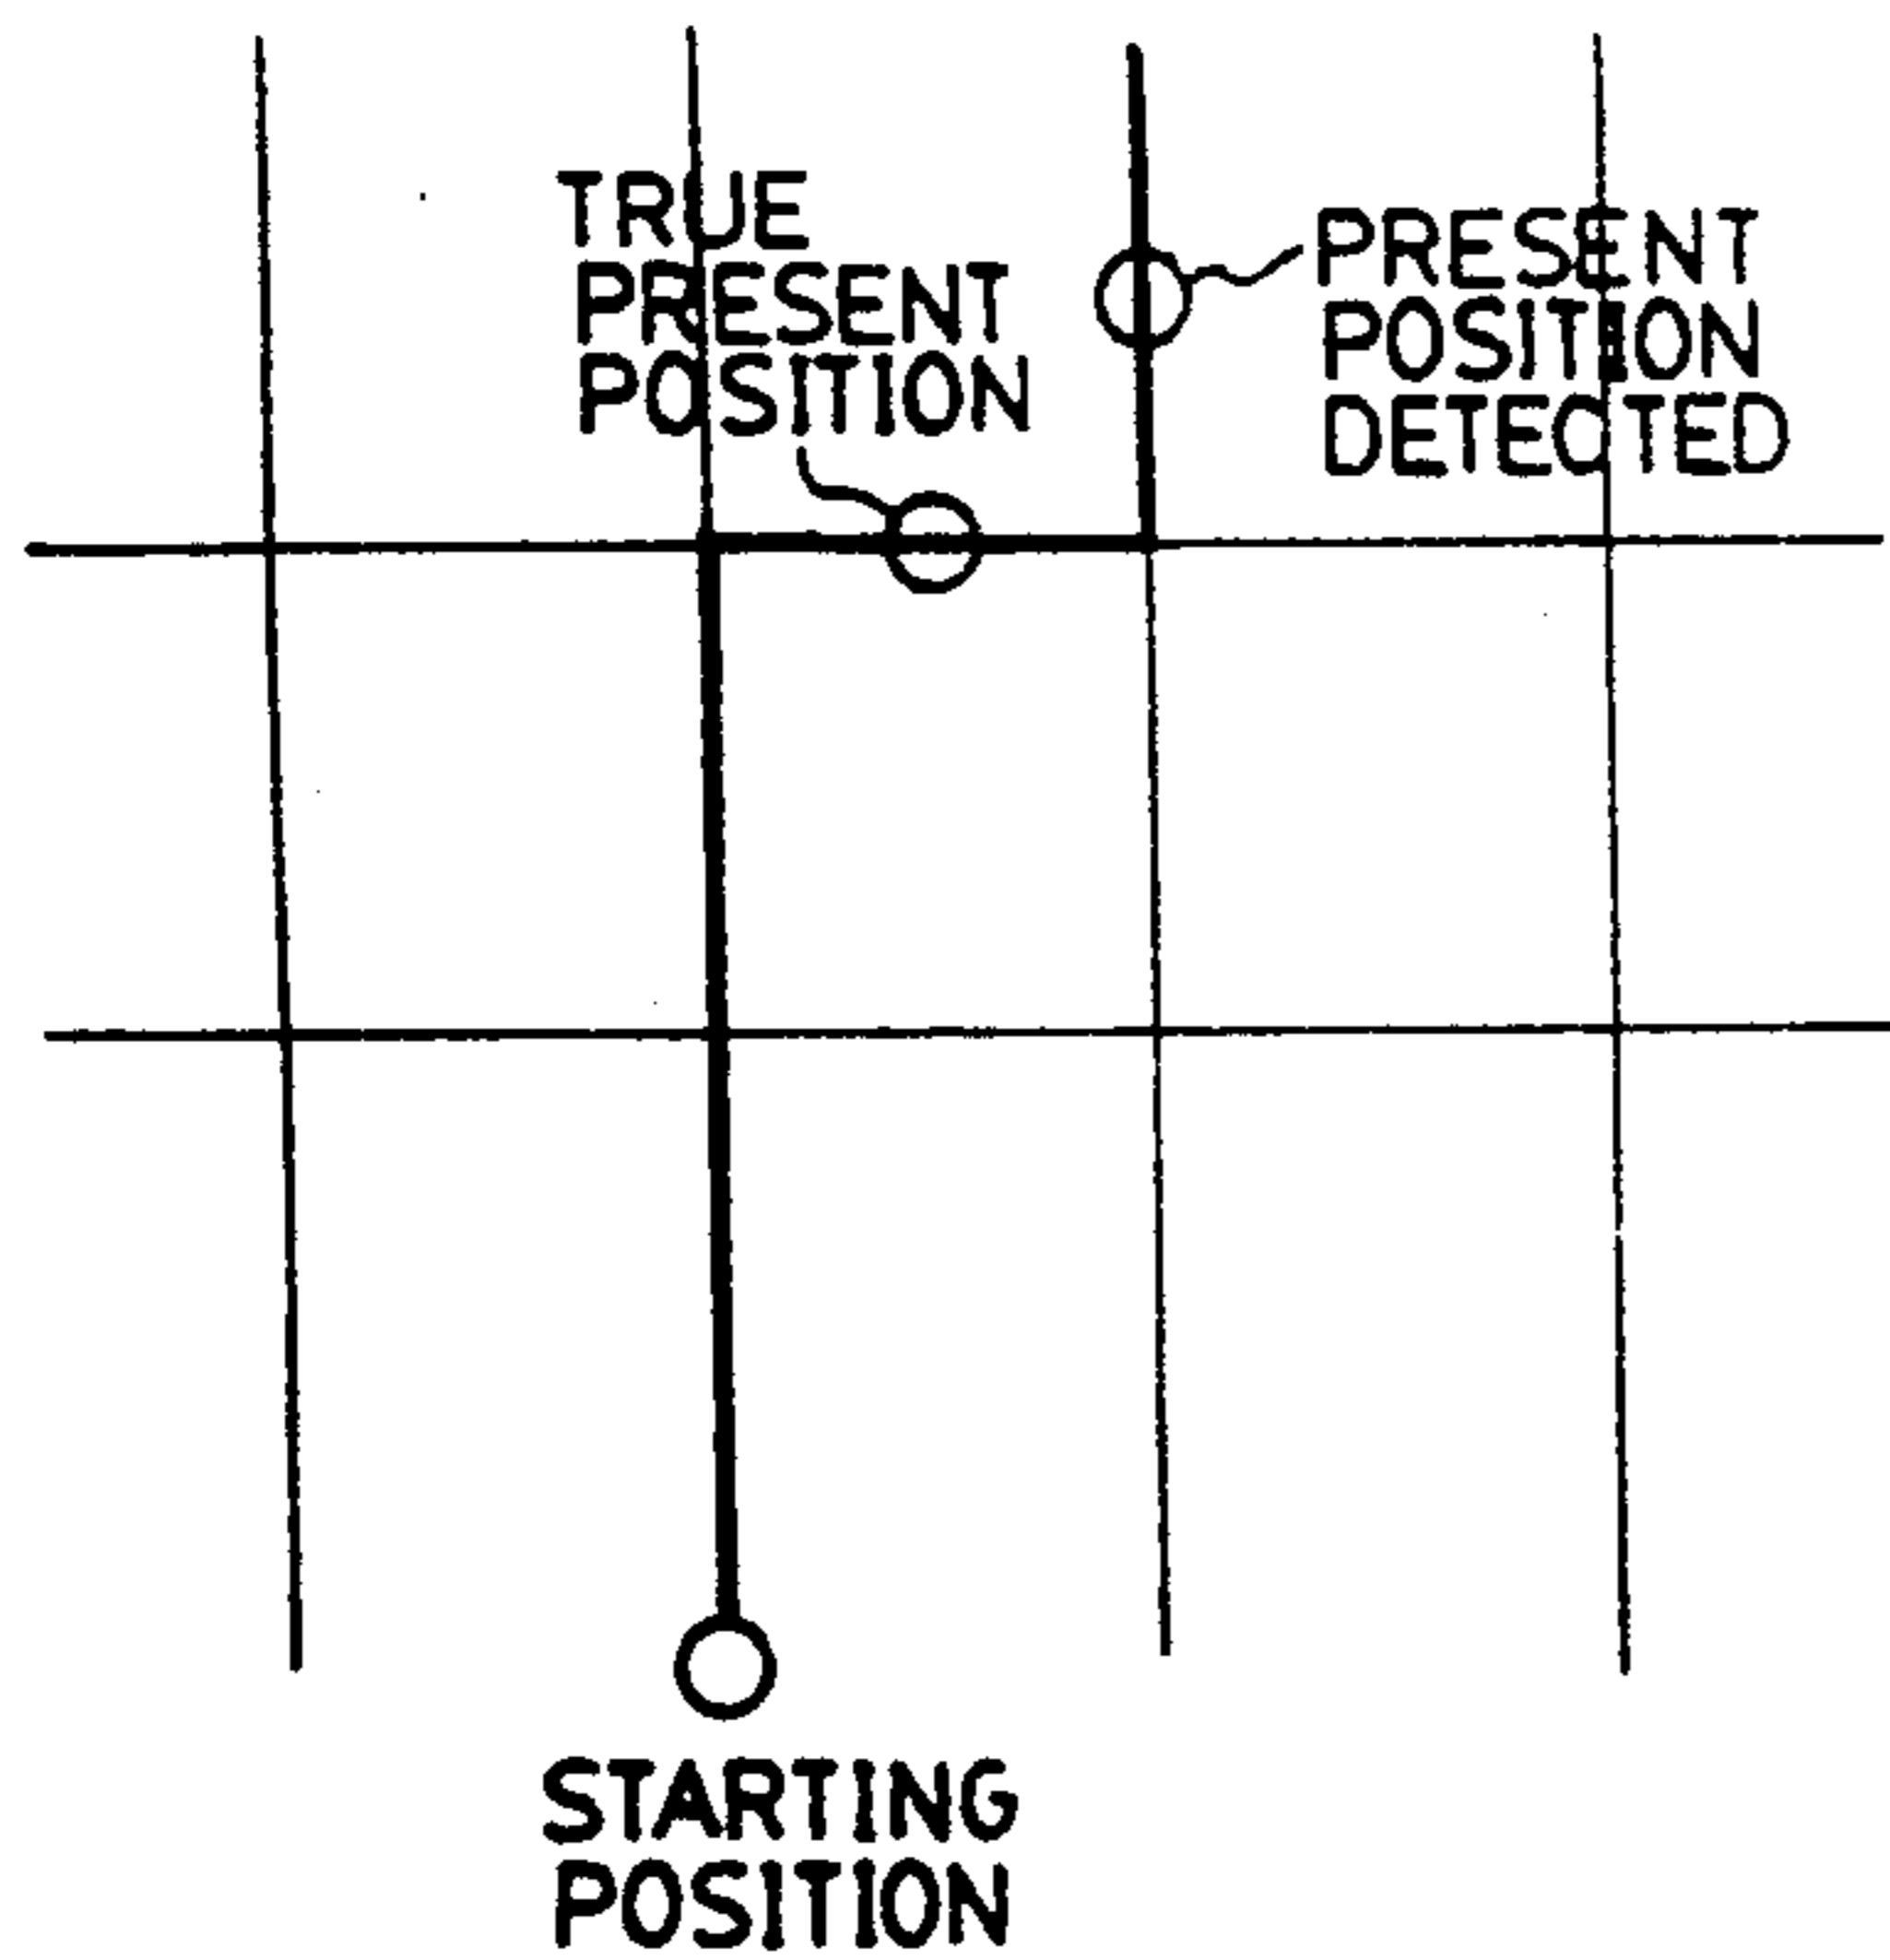 TRUE
PRESENT
POSITION
PRESENT
POSITION
DETECTED
STARTING
POSITION